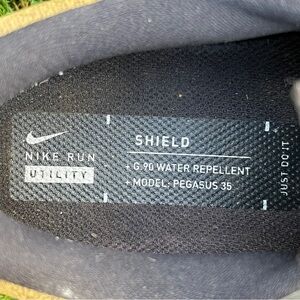 NIKE RUN
UTILITY
SHIELD
+ G.90 WATER REPELLENT
+ MODEL: PEGASUS 35
JUST DO IT